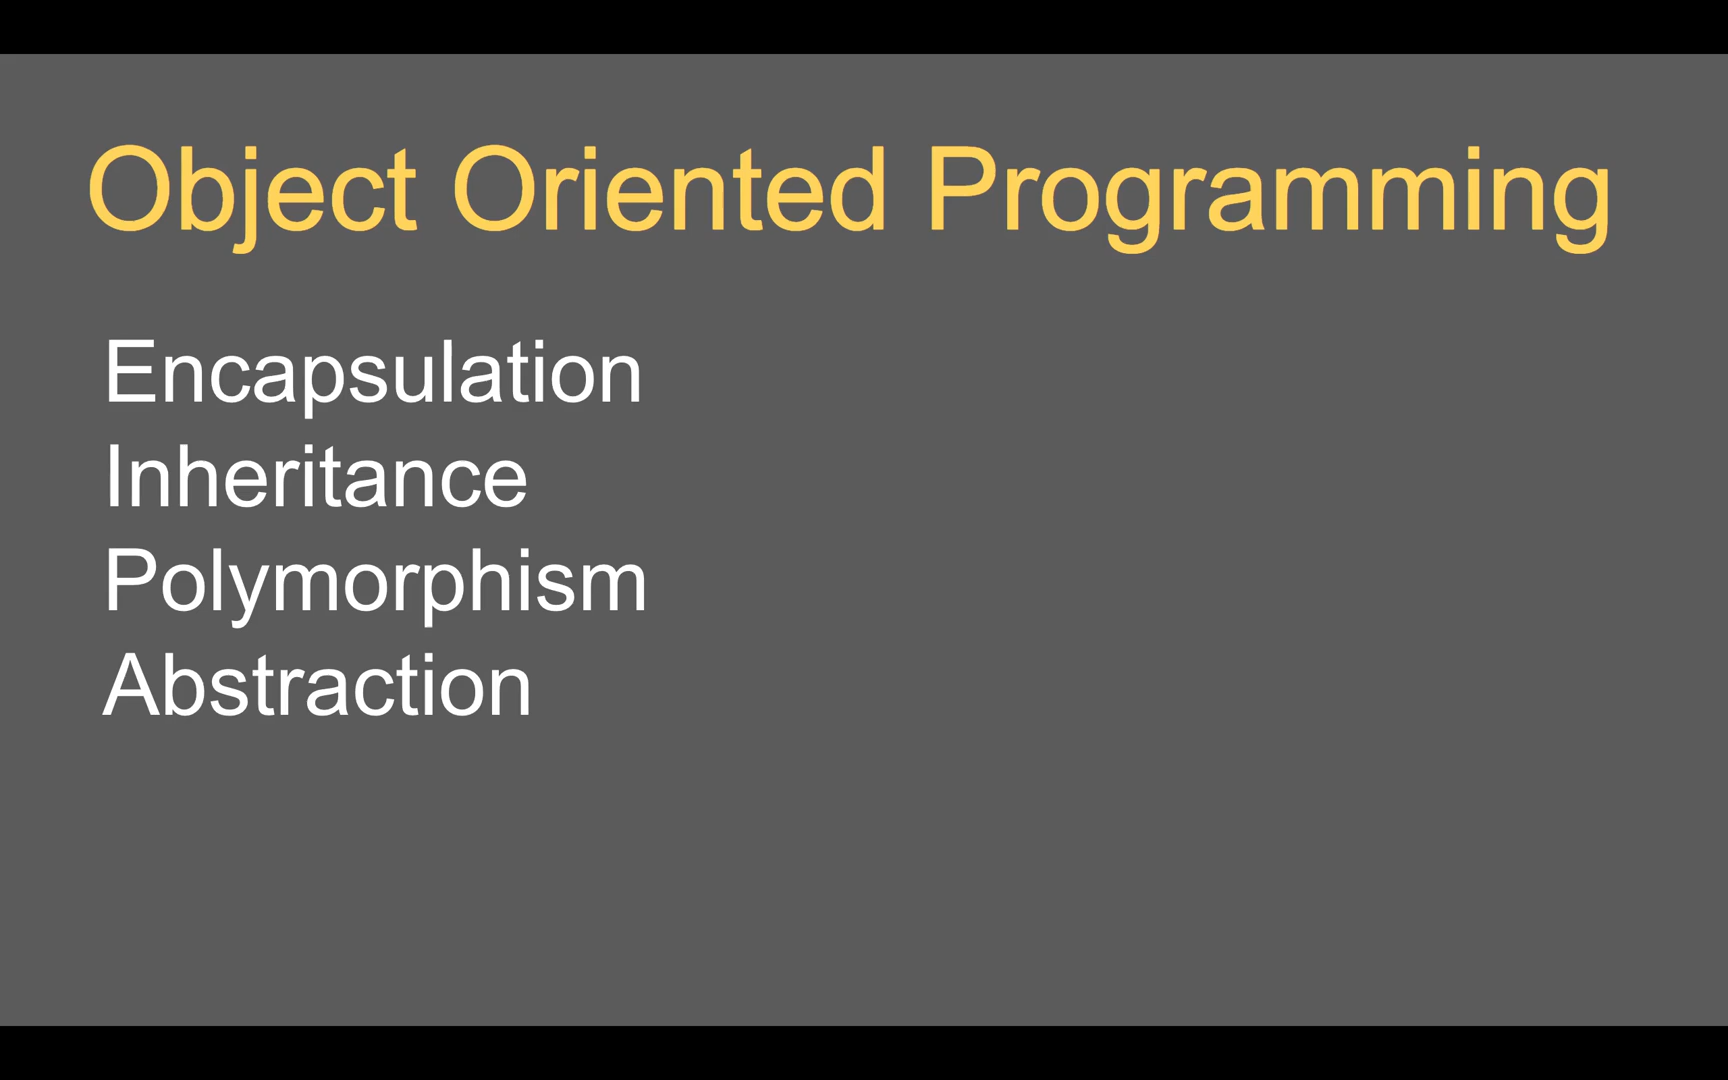 Object Oriented Programming
Encapsulation
Inheritance
Polymorphism
Abstraction